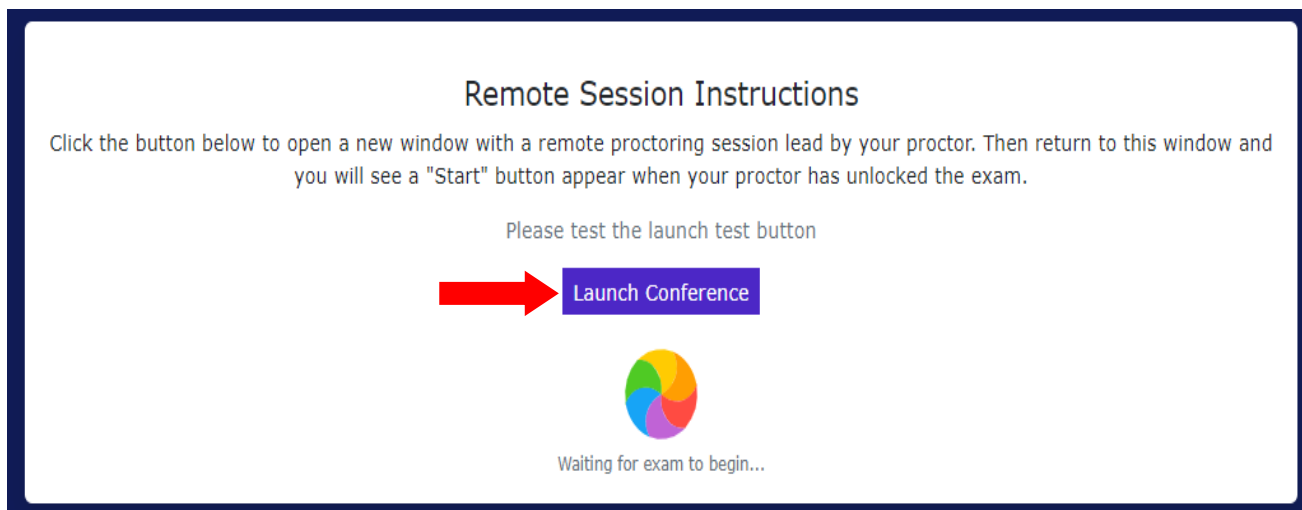 Remote Session Instructions
Click the button below to open a new window with a remote proctoring session lead by your proctor. Then return to this window and
you will see a "Start" button appear when your proctor has unlocked the exam.
Please test the launch test button
Launch Conference
Waiting for exam to begin...